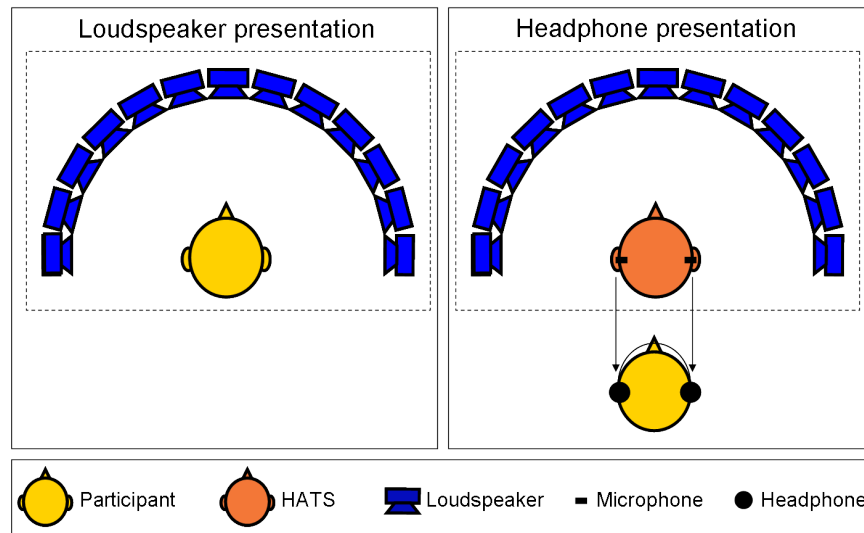 Loudspeaker presentation
Headphone presentation
Participant
HATS
Loudspeaker
Microphone
Headphone